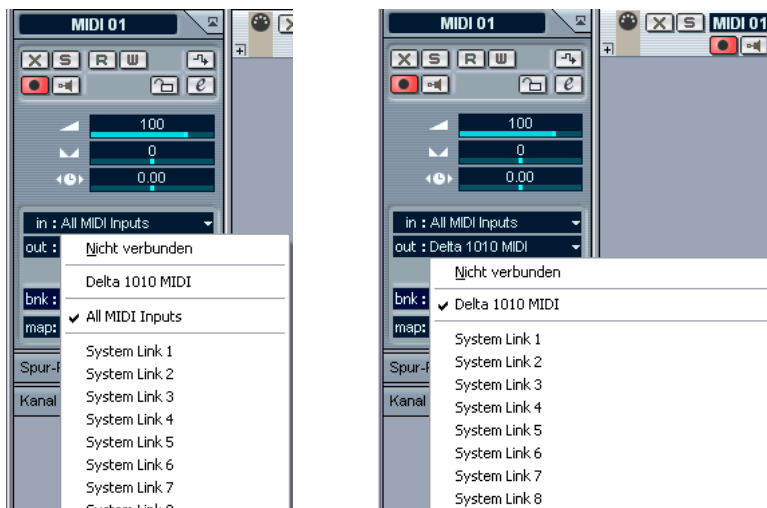 MIDI 01
X S R W
e
100
0
0.00
in : All MIDI Inputs
out :
Nicht verbunden
Delta 1010 MIDI
bnk :
All MIDI Inputs
map:
System Link 1
Spur-
System Link 2
Kanal
System Link 3
System Link 4
System Link 5
System Link 6
System Link 7
MIDI 01
X S MIDI 01
X S R W
e
100
0
0.00
in : All MIDI Inputs
out : Delta 1010 MIDI
Nicht verbunden
bnk :
Delta 1010 MIDI
map:
System Link 1
Spur-
System Link 2
System Link 3
Kanal
System Link 4
System Link 5
System Link 6
System Link 7
System Link 8